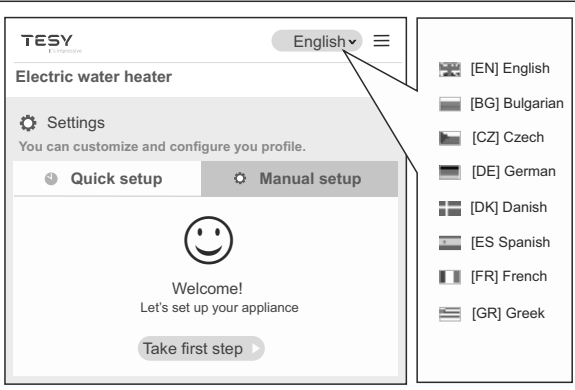 TESY
It's impressive
English
Electric water heater
Settings
You can customize and configure you profile.
Quick setup
Manual setup
Welcome!
Let's set up your appliance
Take first step
[EN] English
[BG] Bulgarian
[CZ] Czech
[DE] German
[DK] Danish
[ES Spanish
[FR] French
[GR] Greek